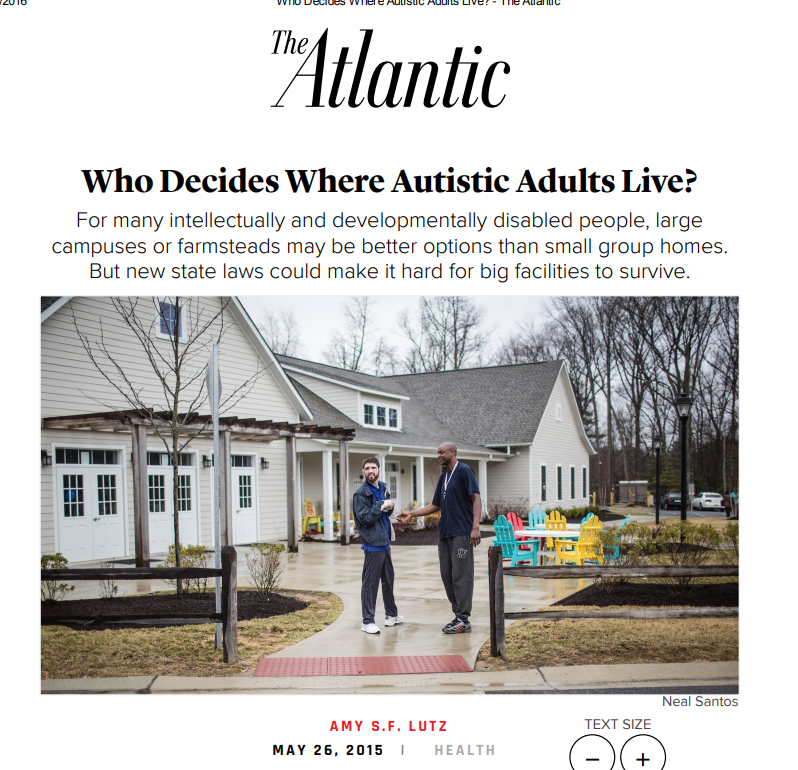 /2016 Who Decides Where Autistic Adults Live? - The Atlantic
The Atlantic
Who Decides Where Autistic Adults Live?
For many intellectually and developmentally disabled people, large
campuses or farmsteads may be better options than small group homes.
But new state laws could make it hard for big facilities to survive.
Neal Santos
AMY S.F. LUTZ
TEXT SIZE
MAY 26, 2015 | HEALTH
− +